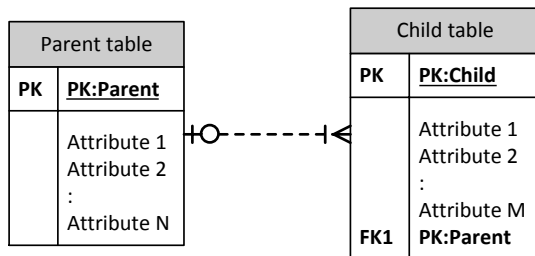 Parent table
PK PK:Parent
Attribute 1
Attribute 2
:
Attribute N
Child table
PK PK:Child
Attribute 1
Attribute 2
:
Attribute M
FK1 PK:Parent